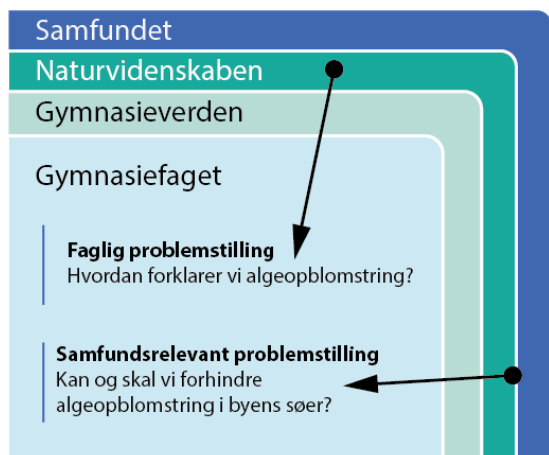 Samfundet
Naturvidenskaben
Gymnasieverden
Gymnasiefaget
Faglig problemstilling
Hvordan forklarer vi algeopblomstring?
Samfundsrelevant problemstilling
Kan og skal vi forhindre
algeopblomstring i byens søer?